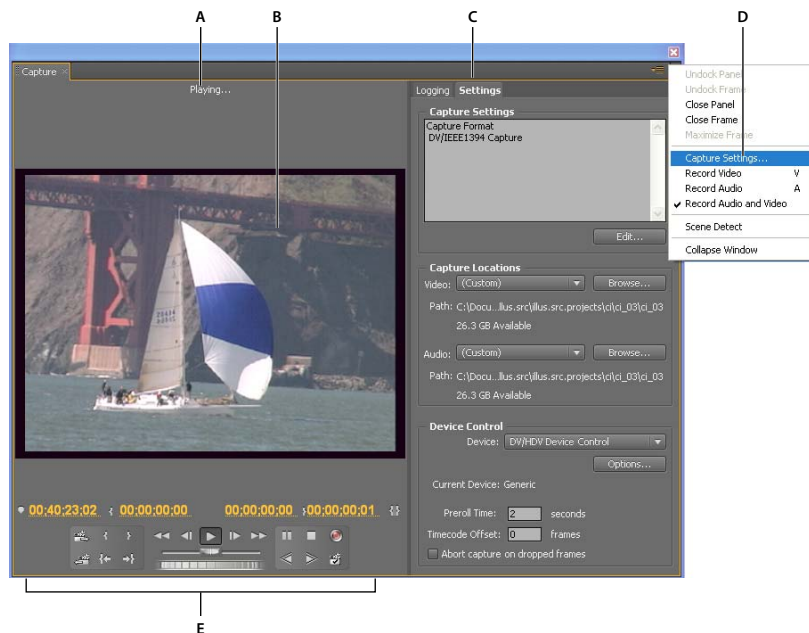 A B C D
Capture ×
Playing...
Logging Settings
Capture Settings
Capture Format
DV/IEEE1394 Capture
Edit...
Capture Locations
Video: (Custom) Browse...
Path: C:\Docu...llus.src\illus.src.projects\ci\ci_03\ci_03
26.3 GB Available
Audio: (Custom) Browse...
Path: C:\Docu...llus.src\illus.src.projects\ci\ci_03\ci_03
26.3 GB Available
Device Control
Device: DV/HDV Device Control
Options...
Current Device: Generic
Preroll Time: 2 seconds
Timecode Offset: 0 frames
Abort capture on dropped frames
Undock Panel
Undock Frame
Close Panel
Close Frame
Maximize Frame
Capture Settings...
Record Video V
Record Audio A
Record Audio and Video
Scene Detect
Collapse Window
00;40;23;02 { 00;00;00;00 00;00;00;00 } 00;00;00;01 {}
E